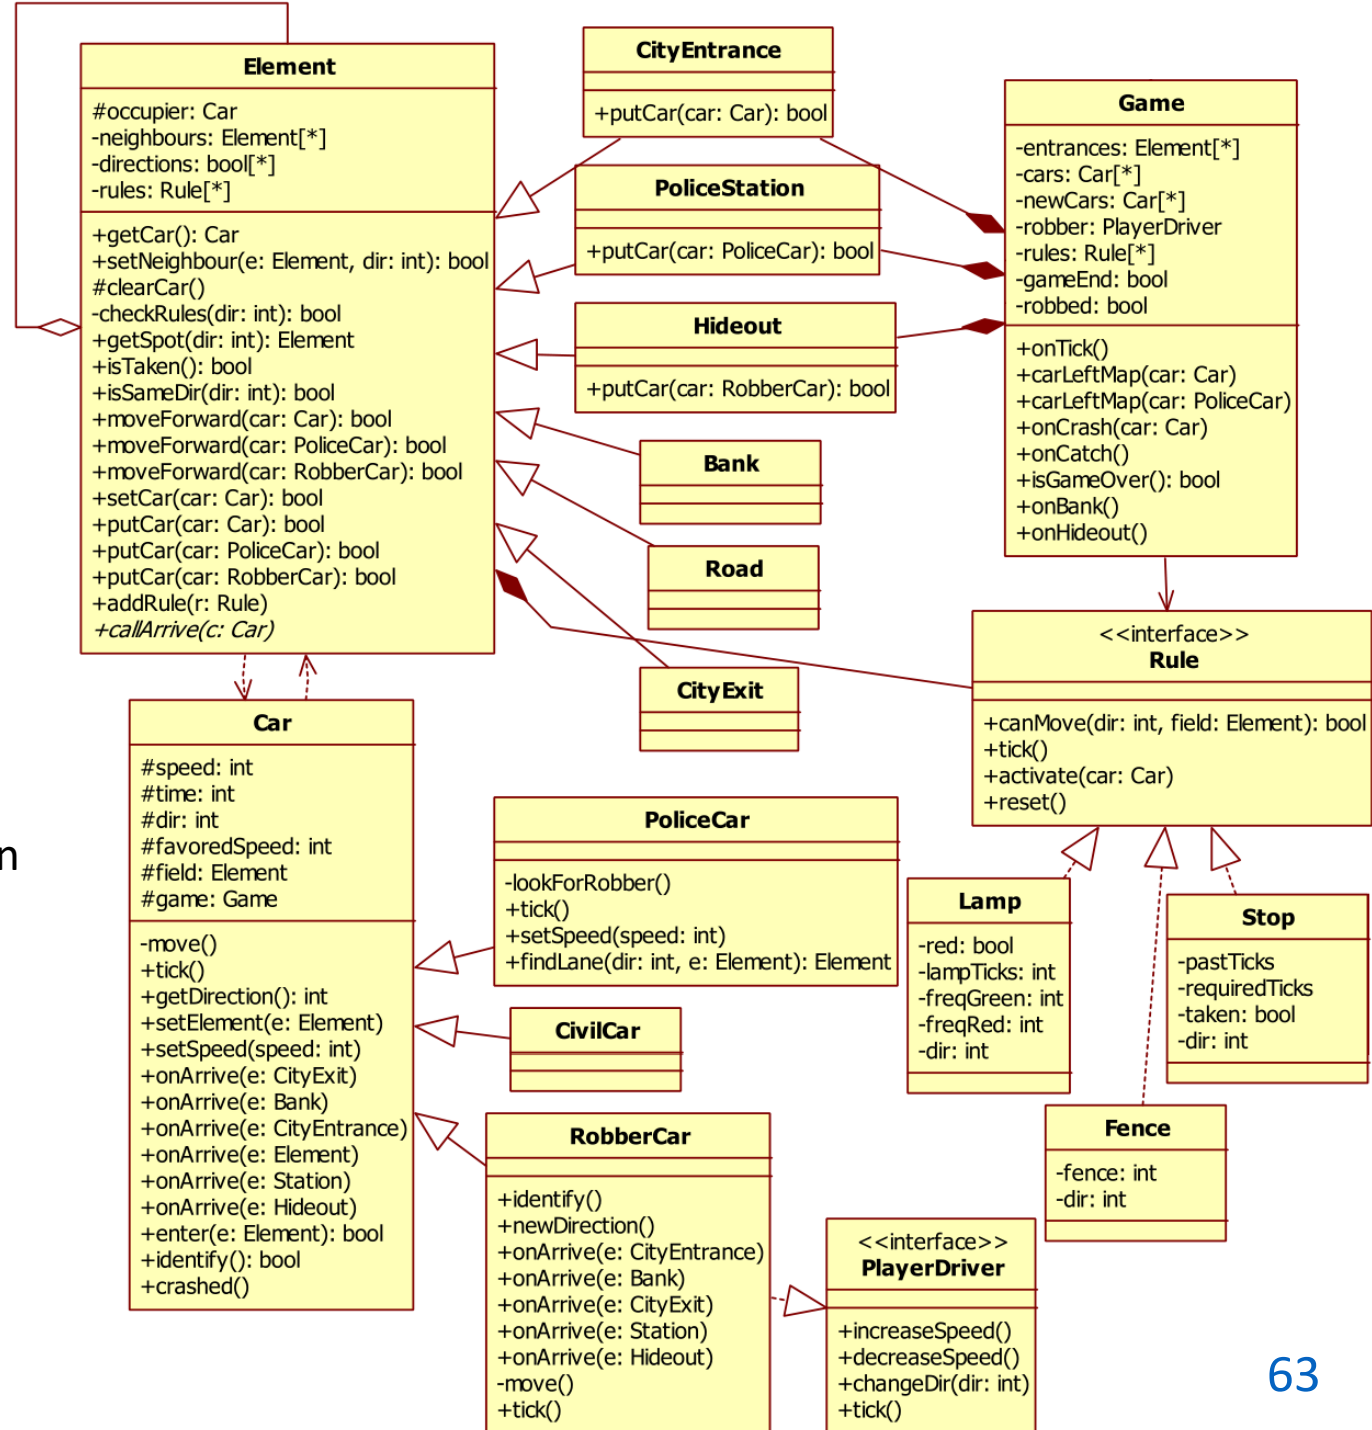 Element
#occupier: Car
-neighbours: Element[*]
-directions: bool[*]
-rules: Rule[*]
+getCar(): Car
+setNeighbour(e: Element, dir: int): bool
#clearCar()
-checkRules(dir: int): bool
+getSpot(dir: int): Element
+isTaken(): bool
+isSameDir(dir: int): bool
+moveForward(car: Car): bool
+moveForward(car: PoliceCar): bool
+moveForward(car: RobberCar): bool
+setCar(car: Car): bool
+putCar(car: Car): bool
+putCar(car: PoliceCar): bool
+putCar(car: RobberCar): bool
+addRule(r: Rule)
+callArrive(c: Car)
CityEntrance
+putCar(car: Car): bool
PoliceStation
+putCar(car: PoliceCar): bool
Hideout
+putCar(car: RobberCar): bool
Bank
Road
CityExit
Game
-entrances: Element[*]
-cars: Car[*]
-newCars: Car[*]
-robber: PlayerDriver
-rules: Rule[*]
-gameEnd: bool
-robbed: bool
+onTick()
+carLeftMap(car: Car)
+carLeftMap(car: PoliceCar)
+onCrash(car: Car)
+onCatch()
+isGameOver(): bool
+onBank()
+onHideout()
<<interface>>
Rule
+canMove(dir: int, field: Element): bool
+tick()
+activate(car: Car)
+reset()
n
Car
#speed: int
#time: int
#dir: int
#favoredSpeed: int
#field: Element
#game: Game
-move()
+tick()
+getDirection(): int
+setElement(e: Element)
+setSpeed(speed: int)
+onArrive(e: CityExit)
+onArrive(e: Bank)
+onArrive(e: CityEntrance)
+onArrive(e: Element)
+onArrive(e: Station)
+onArrive(e: Hideout)
+enter(e: Element): bool
+identify(): bool
+crashed()
PoliceCar
-lookForRobber()
+tick()
+setSpeed(speed: int)
+findLane(dir: int, e: Element): Element
CivilCar
RobberCar
+identify()
+newDirection()
+onArrive(e: CityEntrance)
+onArrive(e: Bank)
+onArrive(e: CityExit)
+onArrive(e: Station)
+onArrive(e: Hideout)
-move()
+tick()
<<interface>>
PlayerDriver
+increaseSpeed()
+decreaseSpeed()
+changeDir(dir: int)
+tick()
Lamp
-red: bool
-lampTicks: int
-freqGreen: int
-freqRed: int
-dir: int
Stop
-pastTicks
-requiredTicks
-taken: bool
-dir: int
Fence
-fence: int
-dir: int
63